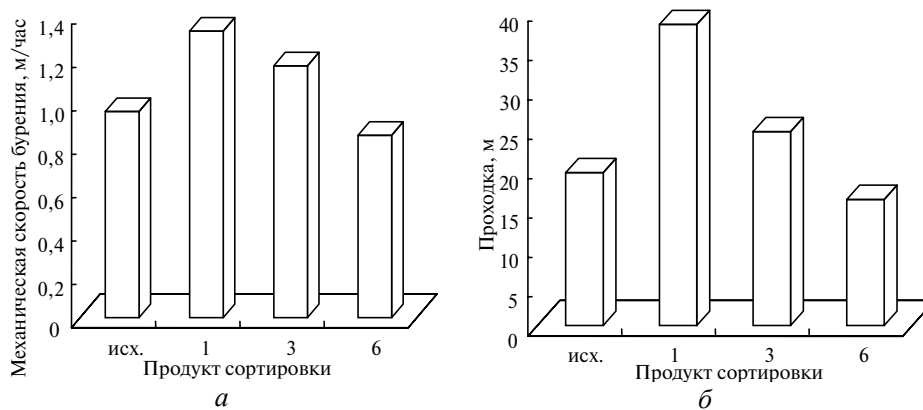 Механическая скорость бурения, м/час
1,4
1,2
1,0
0,8
0,6
0,4
0,2
0
исх. 1 3 6
Продукт сортировки
а
Проходка, м
40
35
30
25
20
15
10
5
0
исх. 1 3 6
Продукт сортировки
б